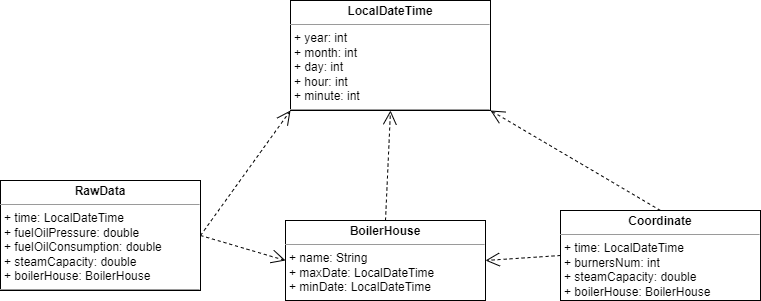 LocalDateTime
+ year: int
+ month: int
+ day: int
+ hour: int
+ minute: int
RawData
+ time: LocalDateTime
+ fuelOilPressure: double
+ fuelOilConsumption: double
+ steamCapacity: double
+ boilerHouse: BoilerHouse
BoilerHouse
+ name: String
+ maxDate: LocalDateTime
+ minDate: LocalDateTime
Coordinate
+ time: LocalDateTime
+ burnersNum: int
+ steamCapacity: double
+ boilerHouse: BoilerHouse